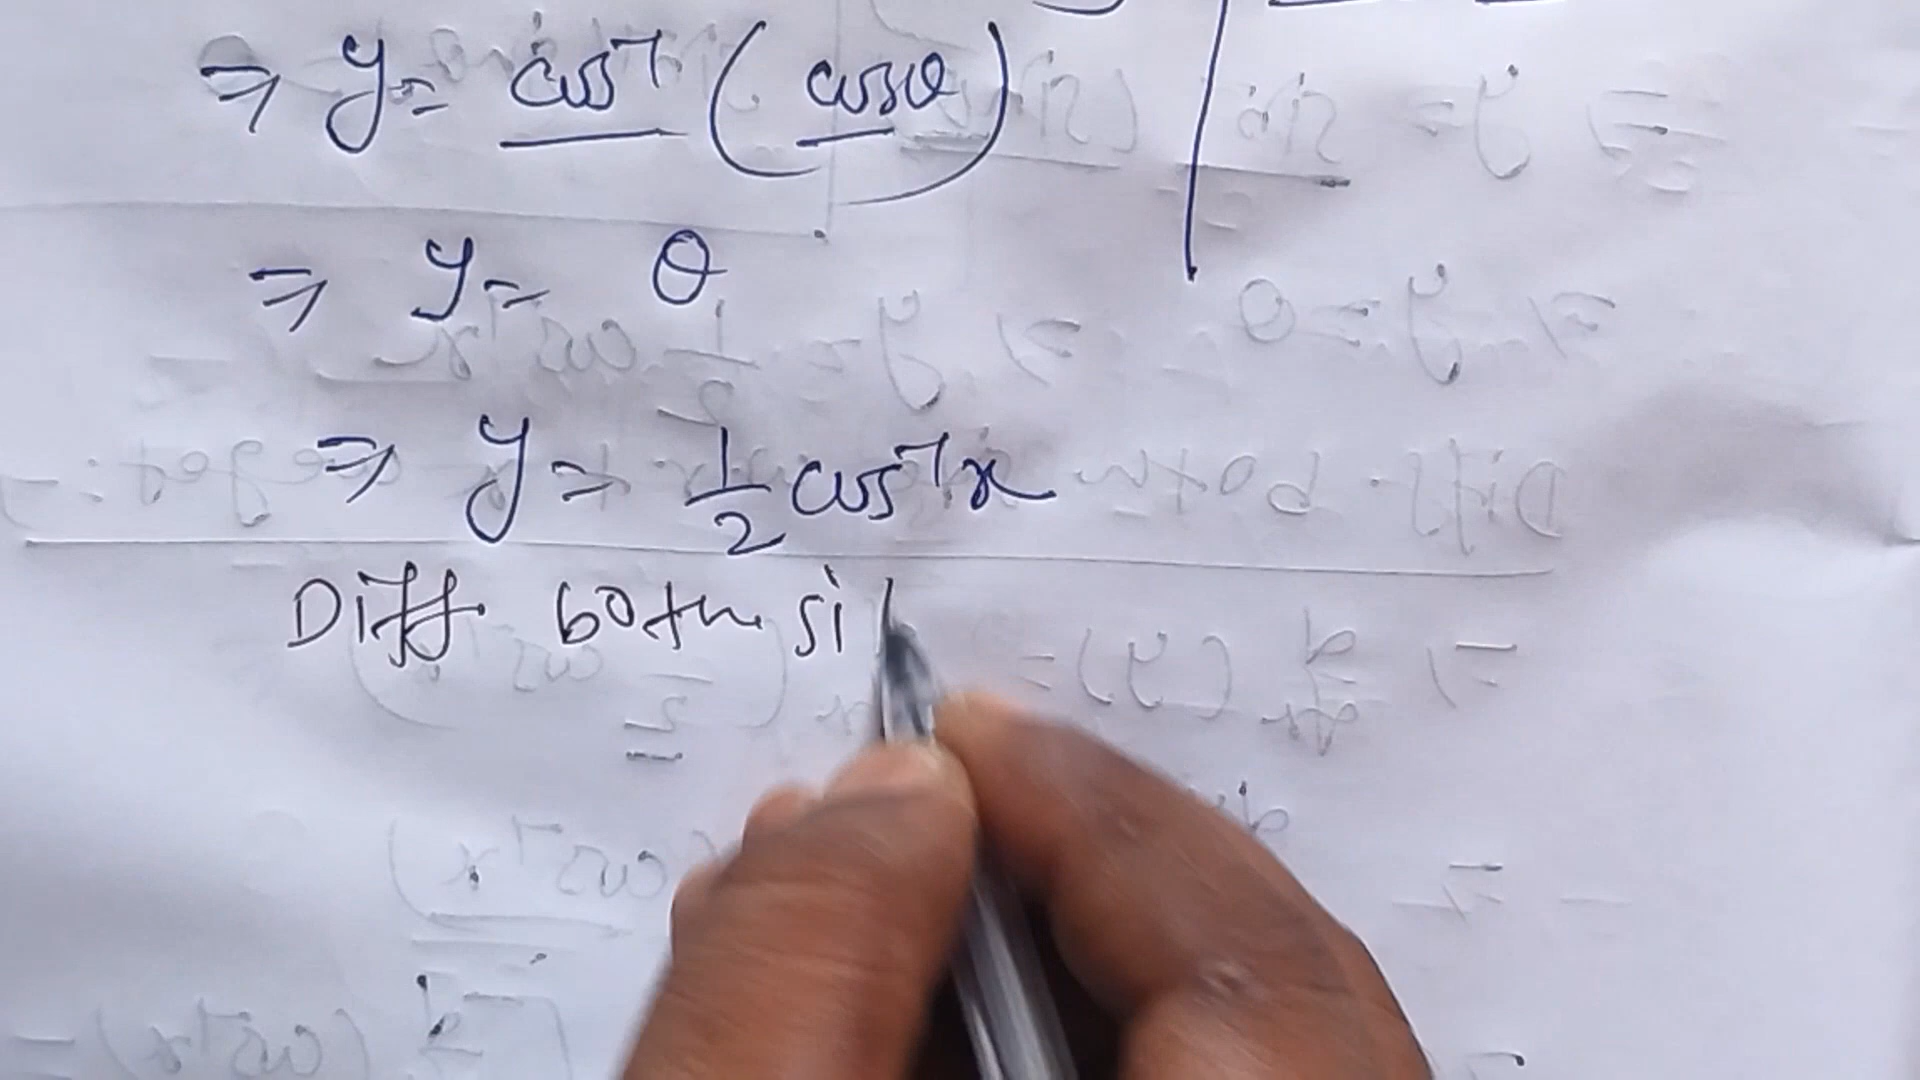 ⇒ y = cos⁻¹ (cosθ)
⇒ y = θ
⇒ y = 1/2 cos⁻¹x
Diff. both si